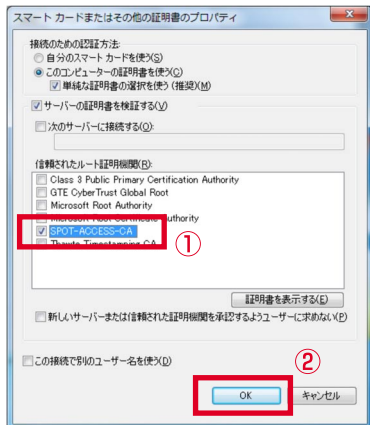 スマート カードまたはその他の証明書のプロパティ
接続のための認証方法:
自分のスマート カードを使う(S)
このコンピューターの証明書を使う(C)
単純な証明書の選択を使う (推奨)(M)
サーバーの証明書を検証する(V)
次のサーバーに接続する(O):
信頼されたルート証明機関(R):
Class 3 Public Primary Certification Authority
GTE CyberTrust Global Root
Microsoft Root Authority
Microsoft Root Certificate Authority
SPOT-ACCESS-CA
Thawte Timestamping CA
①
証明書を表示する(E)
新しいサーバーまたは信頼された証明機関を承認するようユーザーに求めない(P)
この接続で別のユーザー名を使う(D)
②
OK
キャンセル